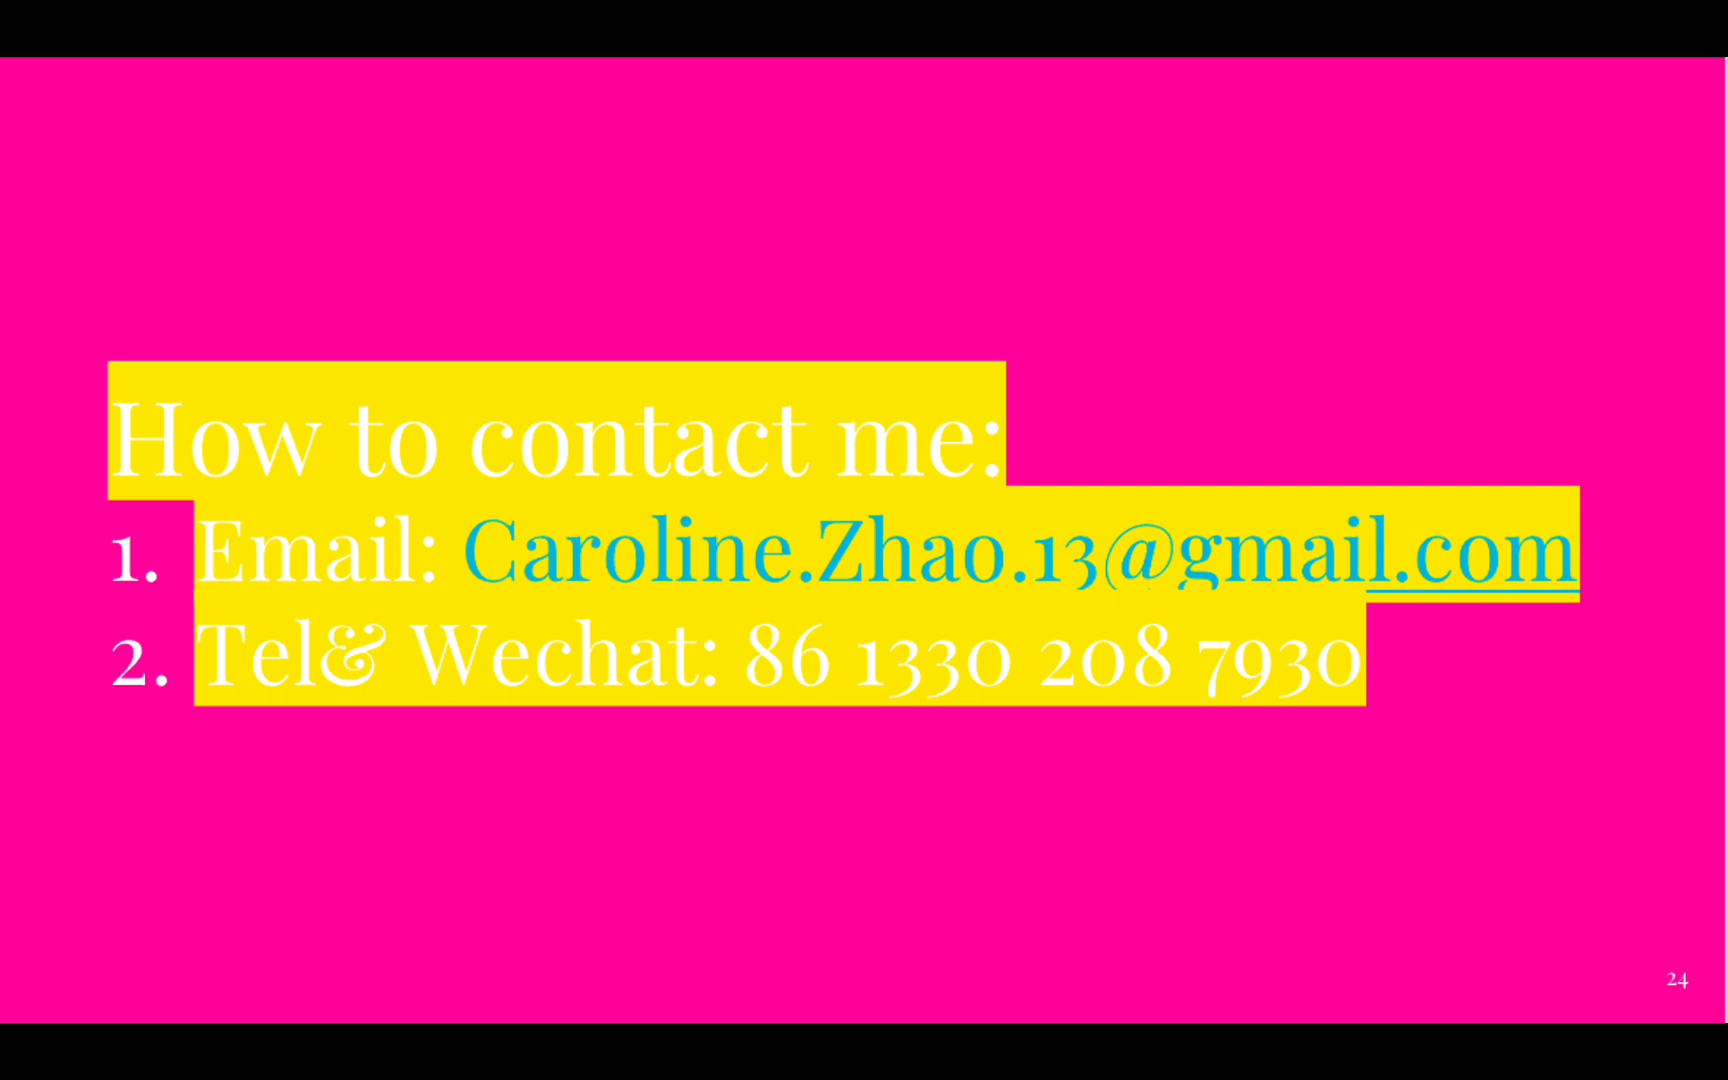 How to contact me:
1. Email: Caroline.Zhao.13@gmail.com
2. Tel& Wechat: 86 1330 208 7930
24